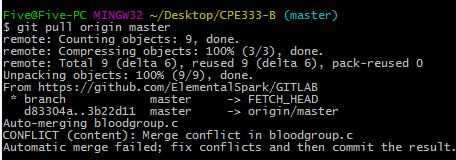 Five@Five-PC MINGW32 ~/Desktop/CPE333-B (master)
$ git pull origin master
remote: Counting objects: 9, done.
remote: Compressing objects: 100% (3/3), done.
remote: Total 9 (delta 6), reused 9 (delta 6), pack-reused 0
Unpacking objects: 100% (9/9), done.
From https://github.com/ElementalSpark/GITLAB
 * branch            master     -> FETCH_HEAD
   d83304a..3b22d11  master     -> origin/master
Auto-merging bloodgroup.c
CONFLICT (content): Merge conflict in bloodgroup.c
Automatic merge failed; fix conflicts and then commit the result.